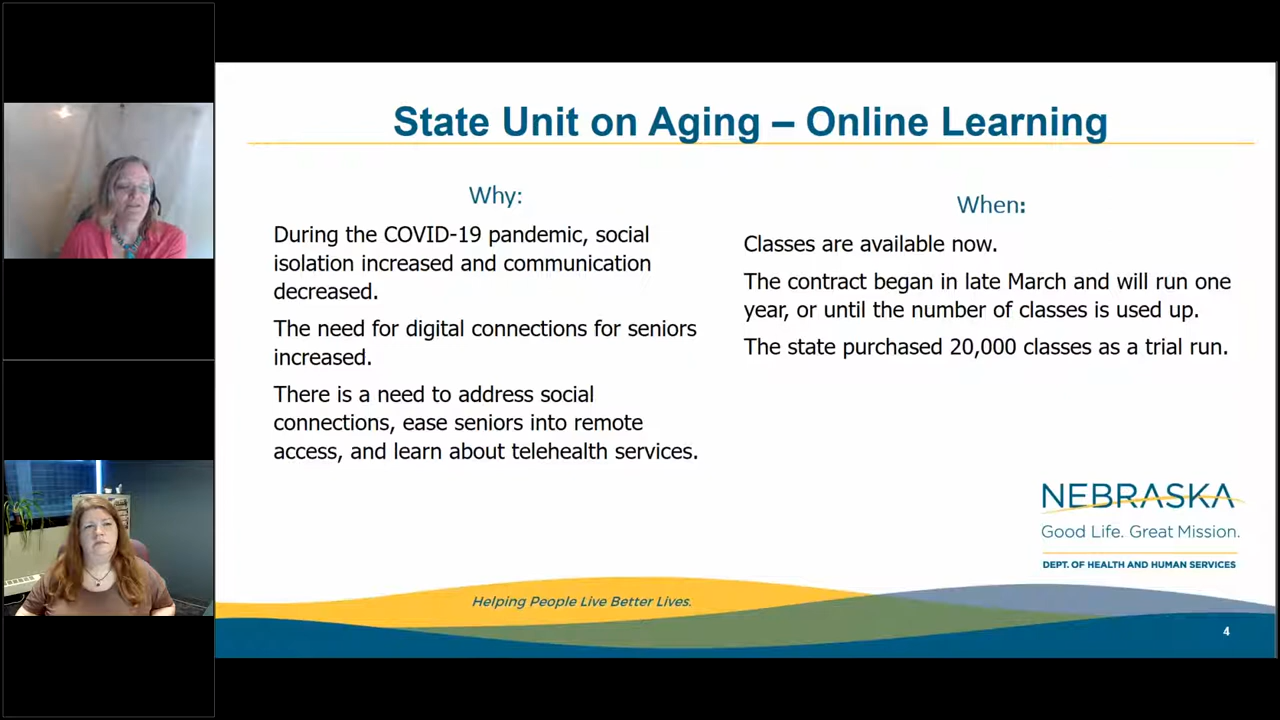 State Unit on Aging – Online Learning
Why:
During the COVID-19 pandemic, social
isolation increased and communication
decreased.
The need for digital connections for seniors
increased.
There is a need to address social
connections, ease seniors into remote
access, and learn about telehealth services.
When:
Classes are available now.
The contract began in late March and will run one
year, or until the number of classes is used up.
The state purchased 20,000 classes as a trial run.
NEBRASKA
Good Life. Great Mission.
DEPT. OF HEALTH AND HUMAN SERVICES
Helping People Live Better Lives.
4